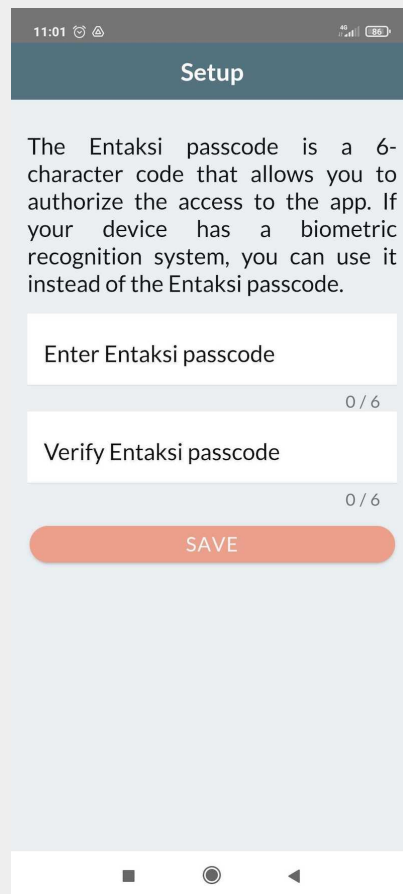 11:01
4G
86
Setup
The Entaksi passcode is a 6-
character code that allows you to
authorize the access to the app. If
your device has a biometric
recognition system, you can use it
instead of the Entaksi passcode.
Enter Entaksi passcode
0 / 6
Verify Entaksi passcode
0 / 6
SAVE